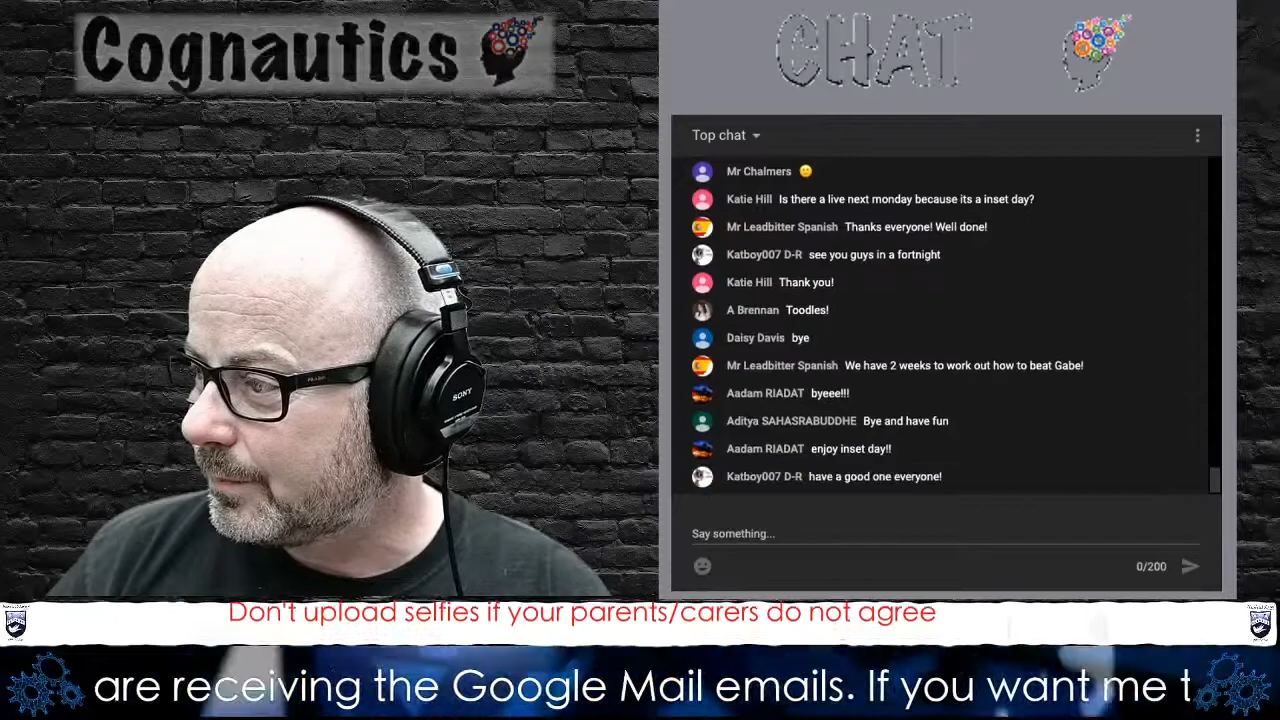 Cognautics
CHAT
Top chat
Mr Chalmers
Katie Hill Is there a live next monday because its a inset day?
Mr Leadbitter Spanish Thanks everyone! Well done!
Katboy007 D-R see you guys in a fortnight
Katie Hill Thank you!
A Brennan Toodles!
Daisy Davis bye
Mr Leadbitter Spanish We have 2 weeks to work out how to beat Gabe!
Aadam RIADAT byeee!!!
Aditya SAHASRABUDDHE Bye and have fun
Aadam RIADAT enjoy inset day!!
Katboy007 D-R have a good one everyone!
Say something...
0/200
PRADA
SONY
Don't upload selfies if your parents/carers do not agree
are receiving the Google Mail emails. If you want me t